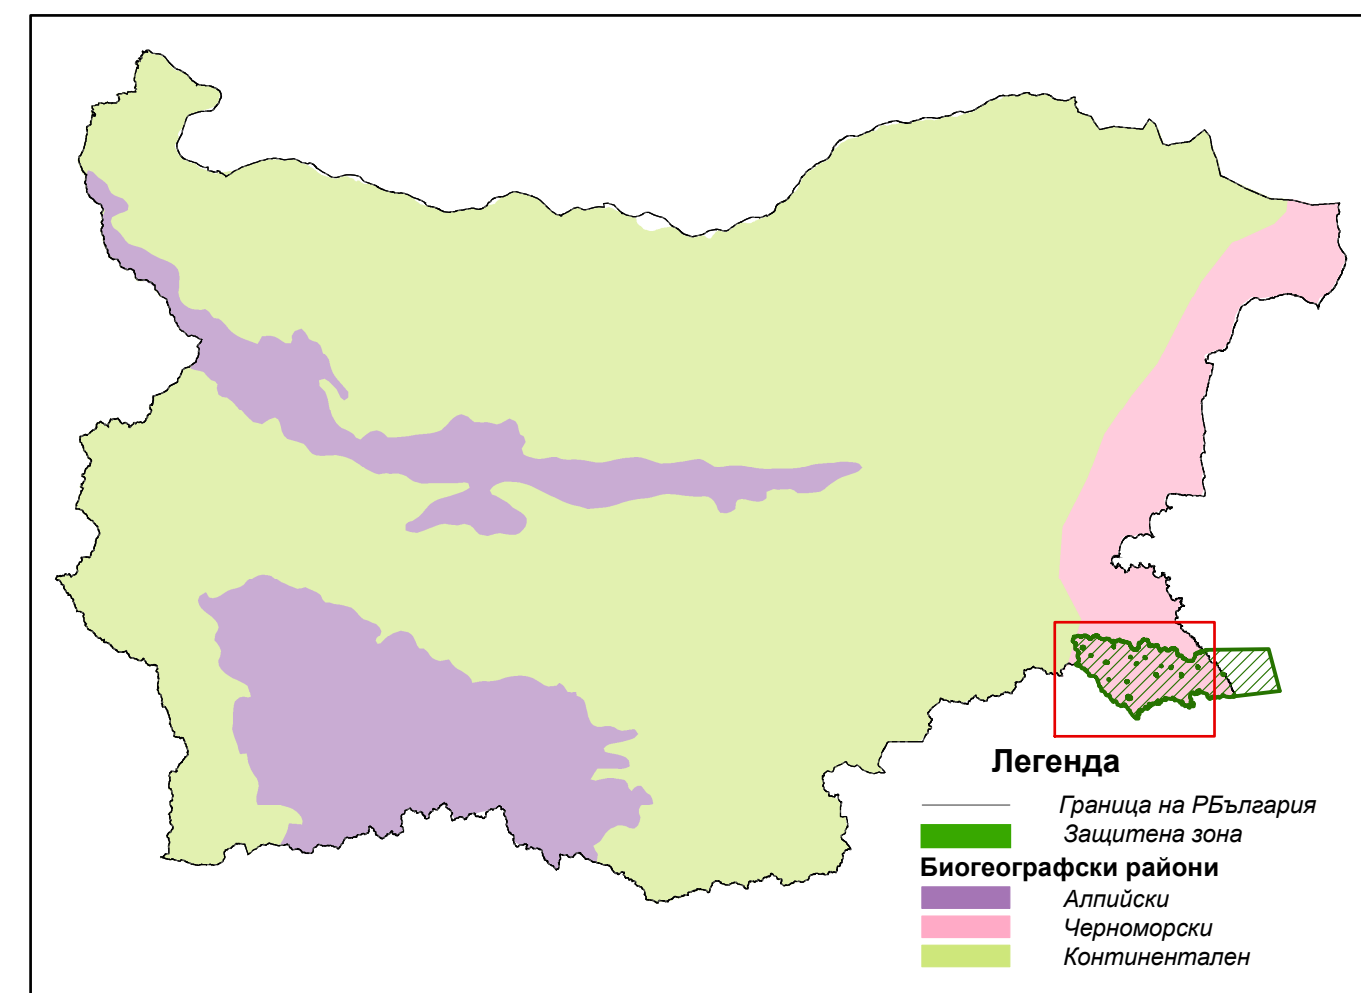 Легенда
Граница на РБългария
Защитена зона
Биогеографски райони
Алпийски
Черноморски
Континентален